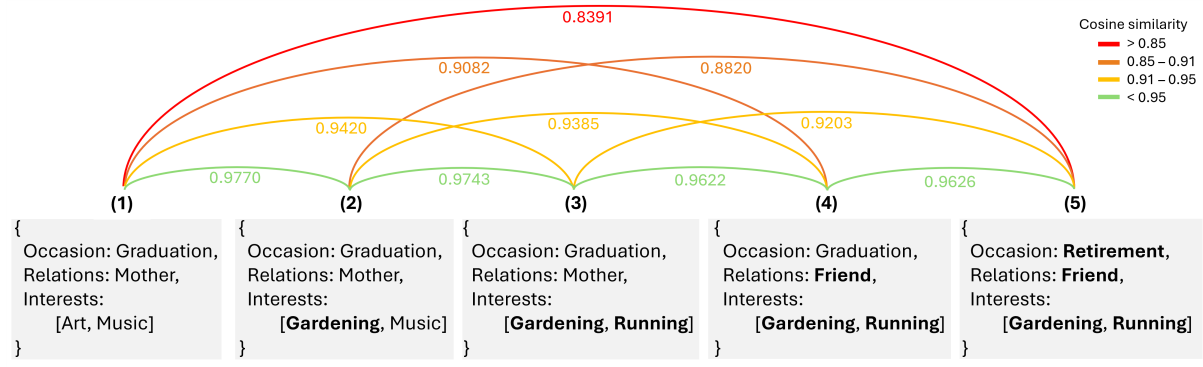 0.8391
Cosine similarity
> 0.85
0.85 – 0.91
0.91 – 0.95
< 0.95
0.9082
0.8820
0.9420
0.9385
0.9203
0.9770
0.9743
0.9622
0.9626
(1)
(2)
(3)
(4)
(5)
{
Occasion: Graduation,
Relations: Mother,
Interests:
[Art, Music]
}
{
Occasion: Graduation,
Relations: Mother,
Interests:
[Gardening, Music]
}
{
Occasion: Graduation,
Relations: Mother,
Interests:
[Gardening, Running]
}
{
Occasion: Graduation,
Relations: Friend,
Interests:
[Gardening, Running]
}
{
Occasion: Retirement,
Relations: Friend,
Interests:
[Gardening, Running]
}